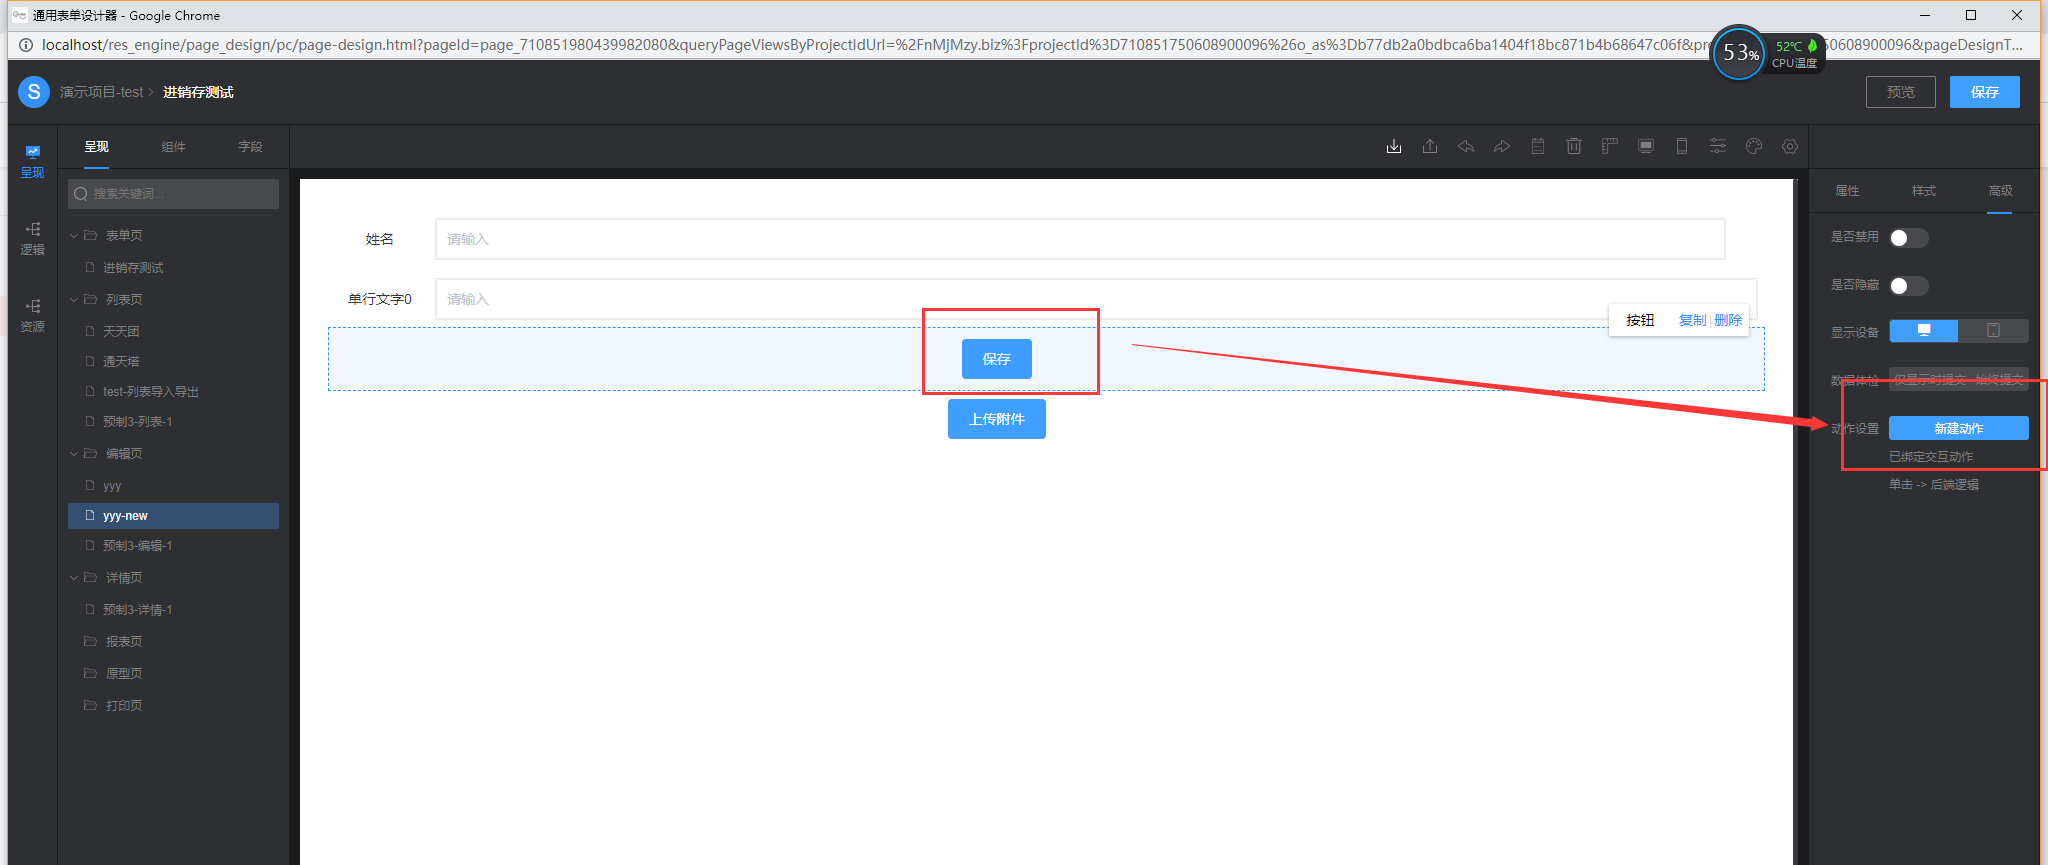 通用表单设计器 - Google Chrome
localhost/res_engine/page_design/pc/page-design.html?pageId=page_710851980439982080&queryPageViewsByProjectIdUrl=%2FnMjMzy.biz%3FprojectId%3D710851750608900096%26o_as%3Db77db2a0bdbca6ba1404f18bc871b4b68647c06f&pr
50608900096&pageDesignT...
53%
52℃
CPU温度
S 演示项目-test > 进销存测试
预览
保存
呈现
逻辑
资源
呈现 组件 字段
搜索关键词...
表单页
进销存测试
列表页
天天团
通天塔
test-列表导入导出
预制3-列表-1
编辑页
yyy
yyy-new
预制3-编辑-1
详情页
预制3-详情-1
报表页
原型页
打印页
姓名 请输入
单行文字0 请输入
按钮 复制 | 删除
保存
上传附件
属性 样式 高级
是否禁用
是否隐藏
显示设备
数据体检 仅显示时提交 始终提交
动作设置 新建动作
已绑定交互动作
单击 -> 后端逻辑